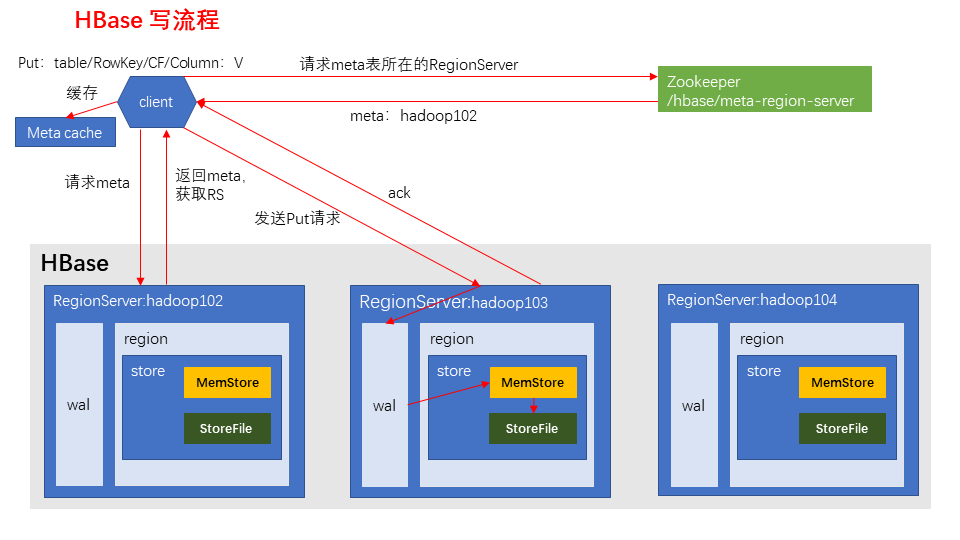 HBase 写流程
Put：table/RowKey/CF/Column：V
请求meta表所在的RegionServer
Zookeeper
/hbase/meta-region-server
缓存
client
meta：hadoop102
Meta cache
请求meta
返回meta，
获取RS
ack
发送Put请求
HBase
RegionServer:hadoop102
wal
region
store
MemStore
StoreFile
RegionServer:hadoop103
wal
region
store
MemStore
StoreFile
RegionServer:hadoop104
wal
region
store
MemStore
StoreFile